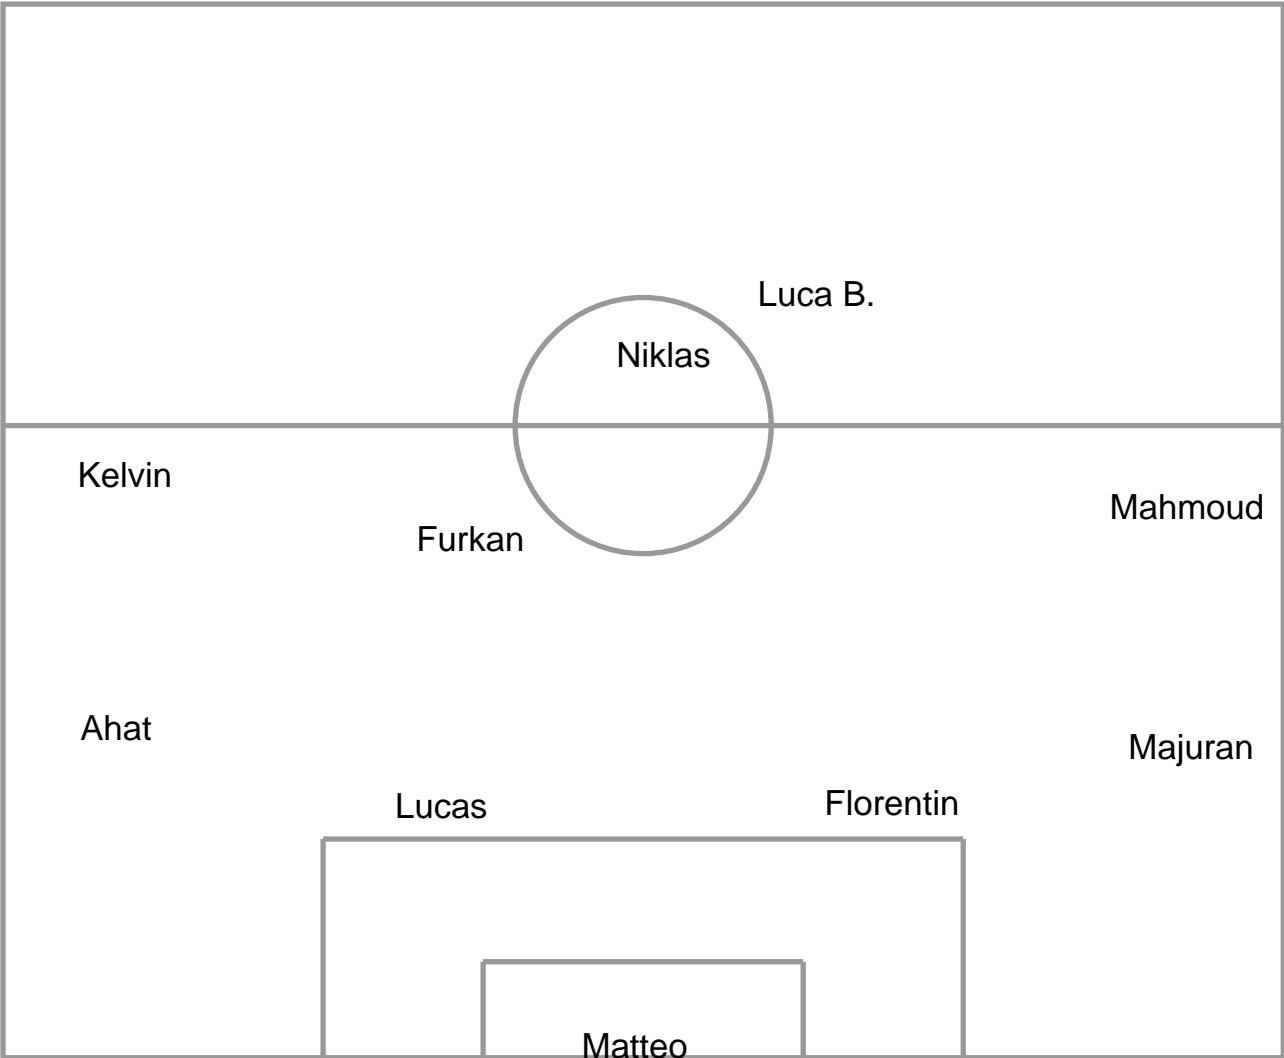 Luca B.
Niklas
Kelvin
Mahmoud
Furkan
Ahat
Majuran
Lucas
Florentin
Matteo